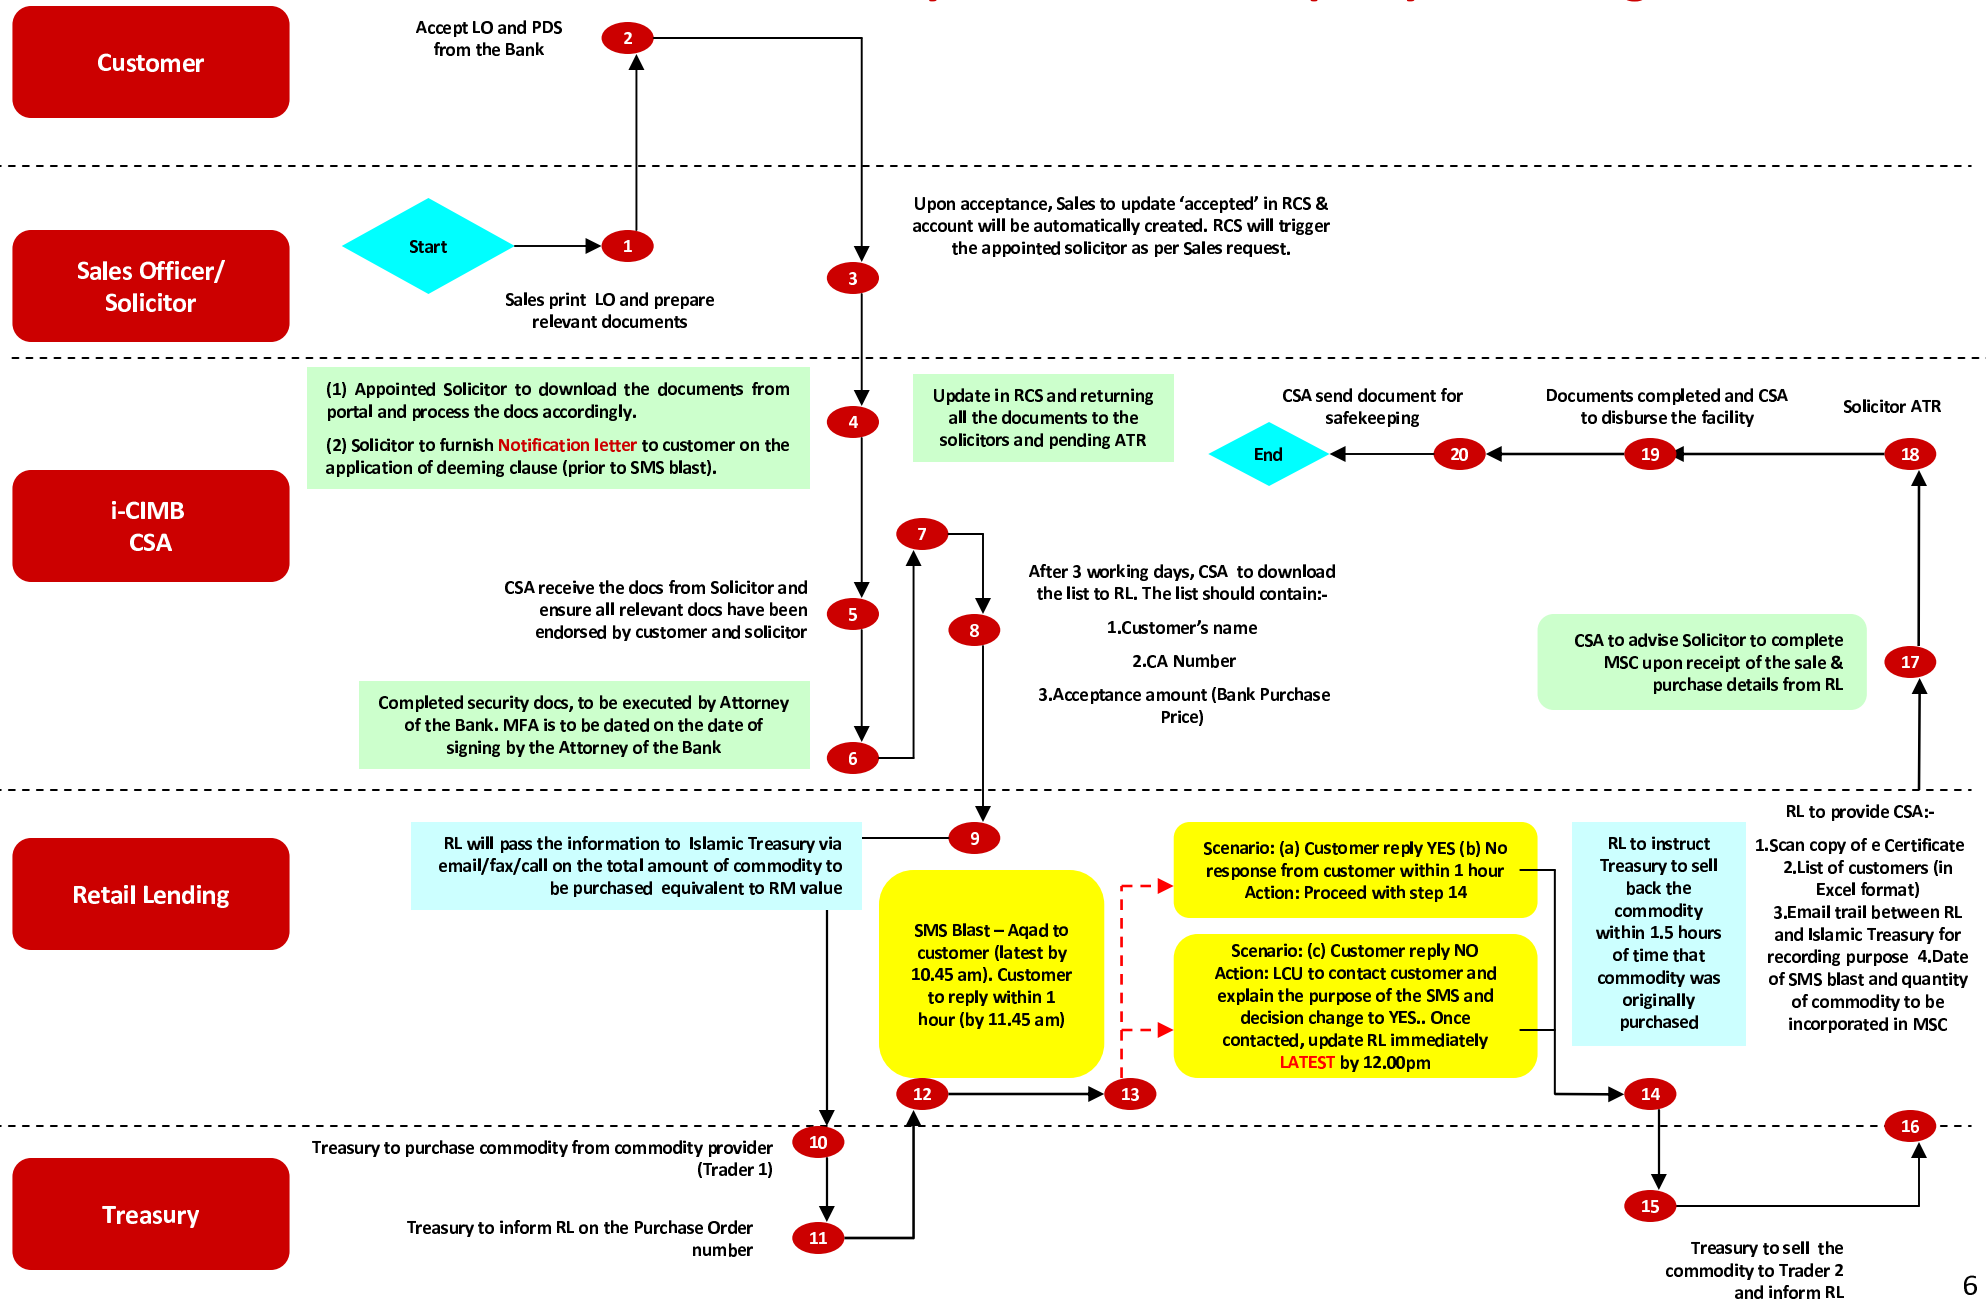 Customer
Accept LO and PDS
from the Bank
2
Sales Officer/
Solicitor
Start
1
Sales print LO and prepare
relevant documents
3
Upon acceptance, Sales to update ‘accepted’ in RCS &
account will be automatically created. RCS will trigger
the appointed solicitor as per Sales request.
i-CIMB
CSA
(1) Appointed Solicitor to download the documents from
portal and process the docs accordingly.
(2) Solicitor to furnish Notification letter to customer on the
application of deeming clause (prior to SMS blast).
4
Update in RCS and returning
all the documents to the
solicitors and pending ATR
CSA send document for
safekeeping
Documents completed and CSA
to disburse the facility
Solicitor ATR
End
20
19
18
7
CSA receive the docs from Solicitor and
ensure all relevant docs have been
endorsed by customer and solicitor
5
8
After 3 working days, CSA to download
the list to RL. The list should contain:-
1.Customer’s name
2.CA Number
3.Acceptance amount (Bank Purchase
Price)
CSA to advise Solicitor to complete
MSC upon receipt of the sale &
purchase details from RL
17
Completed security docs, to be executed by Attorney
of the Bank. MFA is to be dated on the date of
signing by the Attorney of the Bank
6
Retail Lending
RL will pass the information to Islamic Treasury via
email/fax/call on the total amount of commodity to
be purchased equivalent to RM value
9
SMS Blast – Aqad to
customer (latest by
10.45 am). Customer
to reply within 1
hour (by 11.45 am)
Scenario: (a) Customer reply YES (b) No
response from customer within 1 hour
Action: Proceed with step 14
Scenario: (c) Customer reply NO
Action: LCU to contact customer and
explain the purpose of the SMS and
decision change to YES.. Once
contacted, update RL immediately
LATEST by 12.00pm
RL to instruct
Treasury to sell
back the
commodity
within 1.5 hours
of time that
commodity was
originally
purchased
RL to provide CSA:-
1.Scan copy of e Certificate
2.List of customers (in
Excel format)
3.Email trail between RL
and Islamic Treasury for
recording purpose 4.Date
of SMS blast and quantity
of commodity to be
incorporated in MSC
12
13
14
16
Treasury
Treasury to purchase commodity from commodity provider
(Trader 1)
10
Treasury to inform RL on the Purchase Order
number
11
15
Treasury to sell the
commodity to Trader 2
and inform RL
6